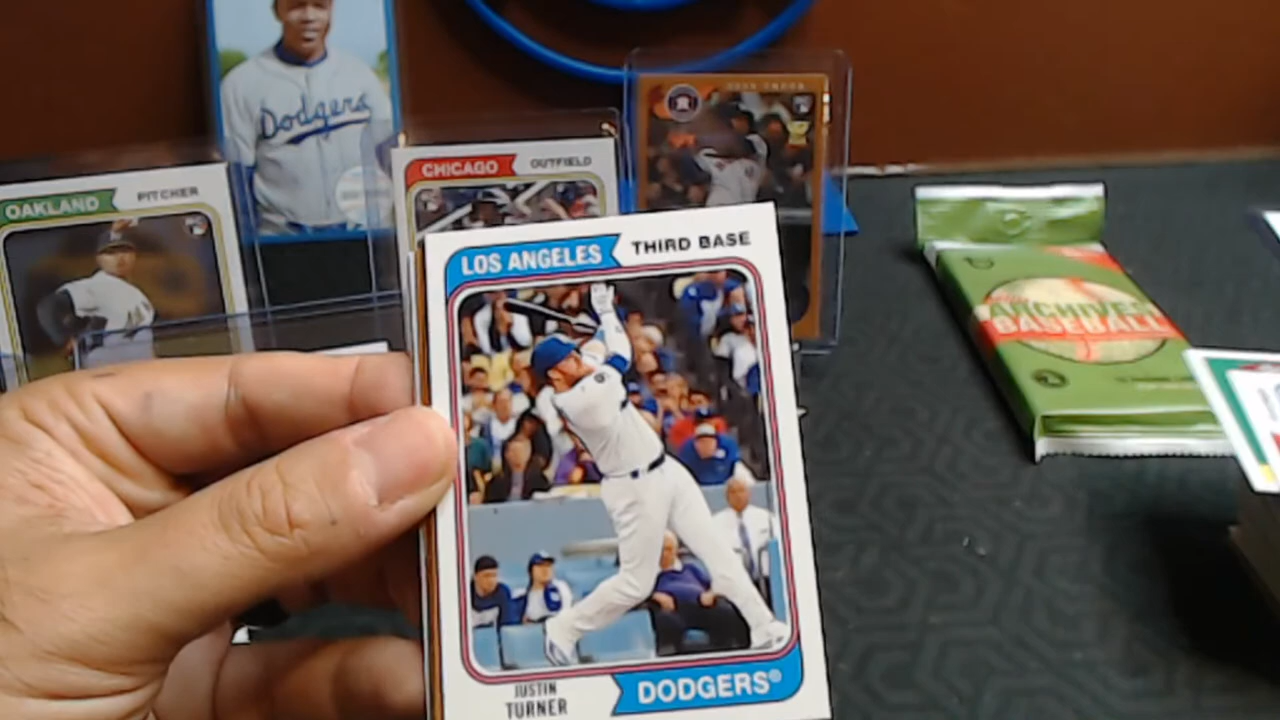 Dodgers
OAKLAND PITCHER
CHICAGO OUTFIELD
LOS ANGELES THIRD BASE
JUSTIN
TURNER
DODGERS®
ARCHIVES
BASEBALL